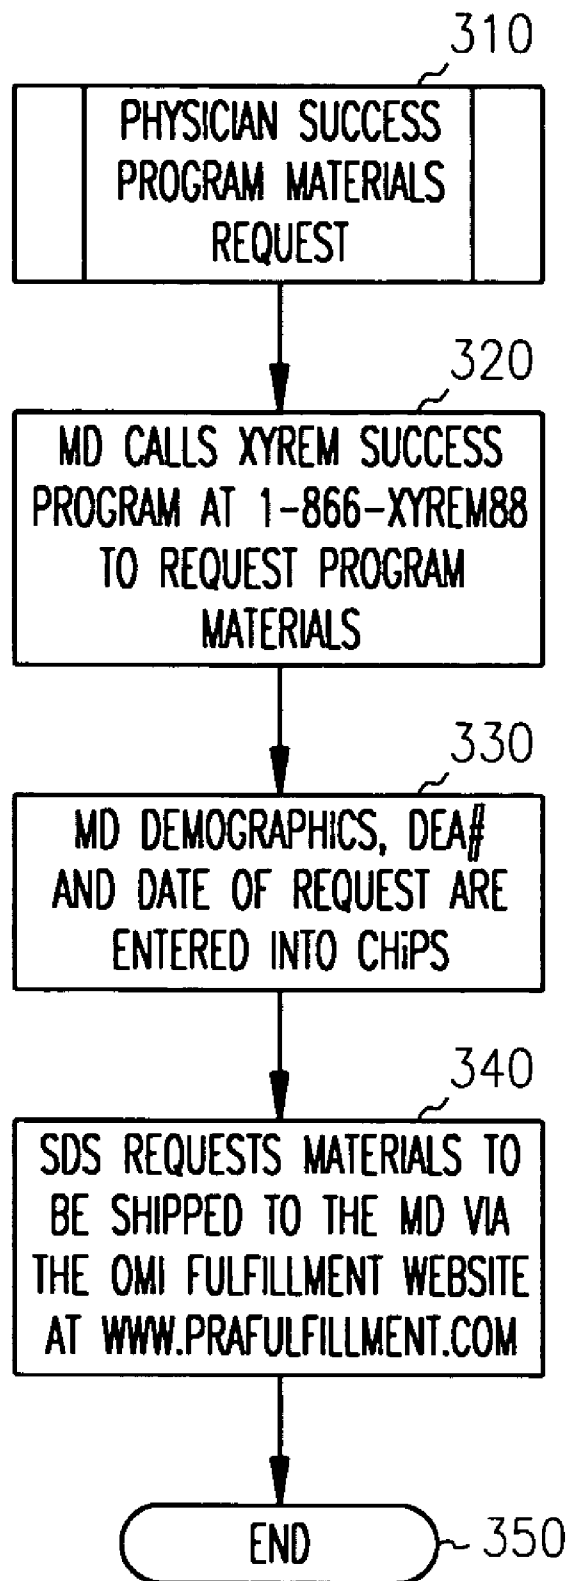 310
PHYSICIAN SUCCESS
PROGRAM MATERIALS
REQUEST
320
MD CALLS XYREM SUCCESS
PROGRAM AT 1-866-XYREM88
TO REQUEST PROGRAM
MATERIALS
330
MD DEMOGRAPHICS, DEA#
AND DATE OF REQUEST ARE
ENTERED INTO CHiPS
340
SDS REQUESTS MATERIALS TO
BE SHIPPED TO THE MD VIA
THE OMI FULFILLMENT WEBSITE
AT WWW.PRAFULFILLMENT.COM
END
350